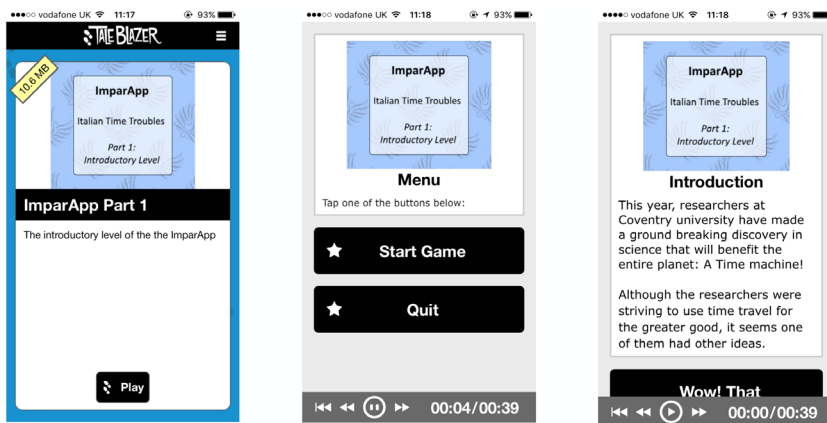 vodafone UK 11:17 93%
TALEBLAZER
10.6 MB
ImparApp
Italian Time Troubles
Part 1:
Introductory Level
ImparApp Part 1
The introductory level of the the ImparApp
Play
vodafone UK 11:18 93%
ImparApp
Italian Time Troubles
Part 1:
Introductory Level
Menu
Tap one of the buttons below:
Start Game
Quit
00:04/00:39
vodafone UK 11:18 93%
ImparApp
Italian Time Troubles
Part 1:
Introductory Level
Introduction
This year, researchers at
Coventry university have made
a ground breaking discovery in
science that will benefit the
entire planet: A Time machine!
Although the researchers were
striving to use time travel for
the greater good, it seems one
of them had other ideas.
Wow! That
00:00/00:39